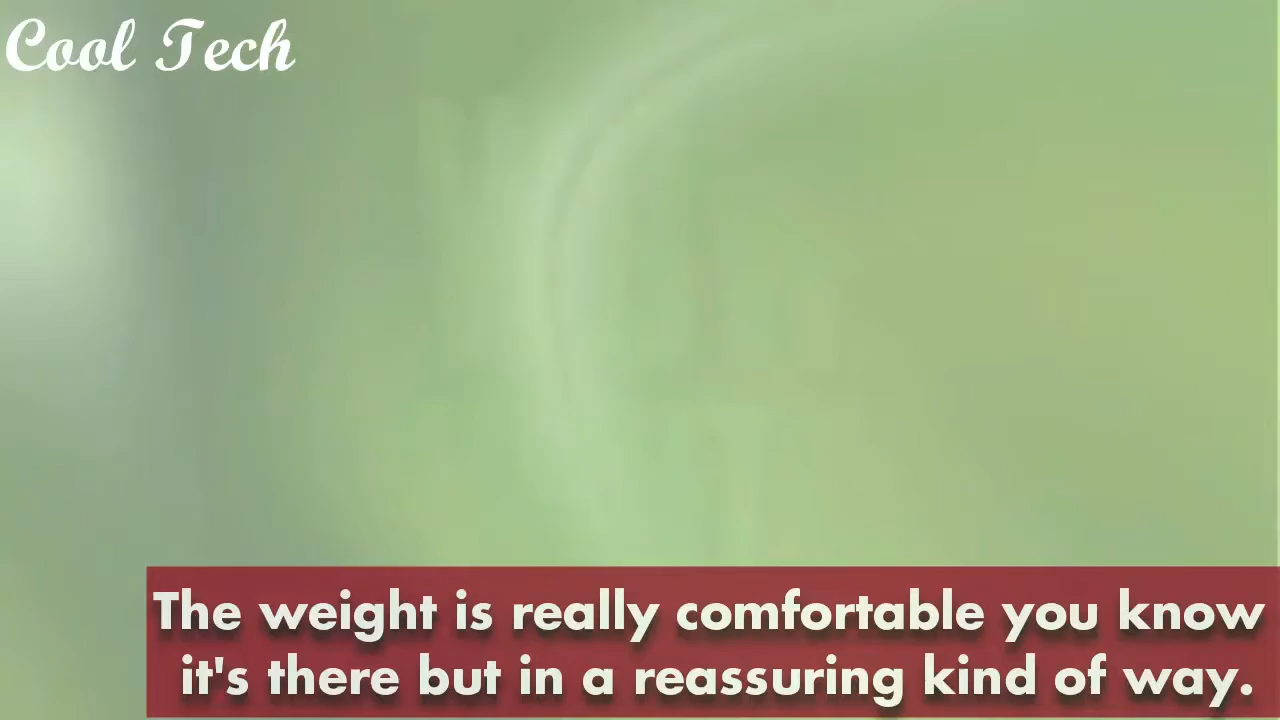 Cool Tech
The weight is really comfortable you know
it's there but in a reassuring kind of way.